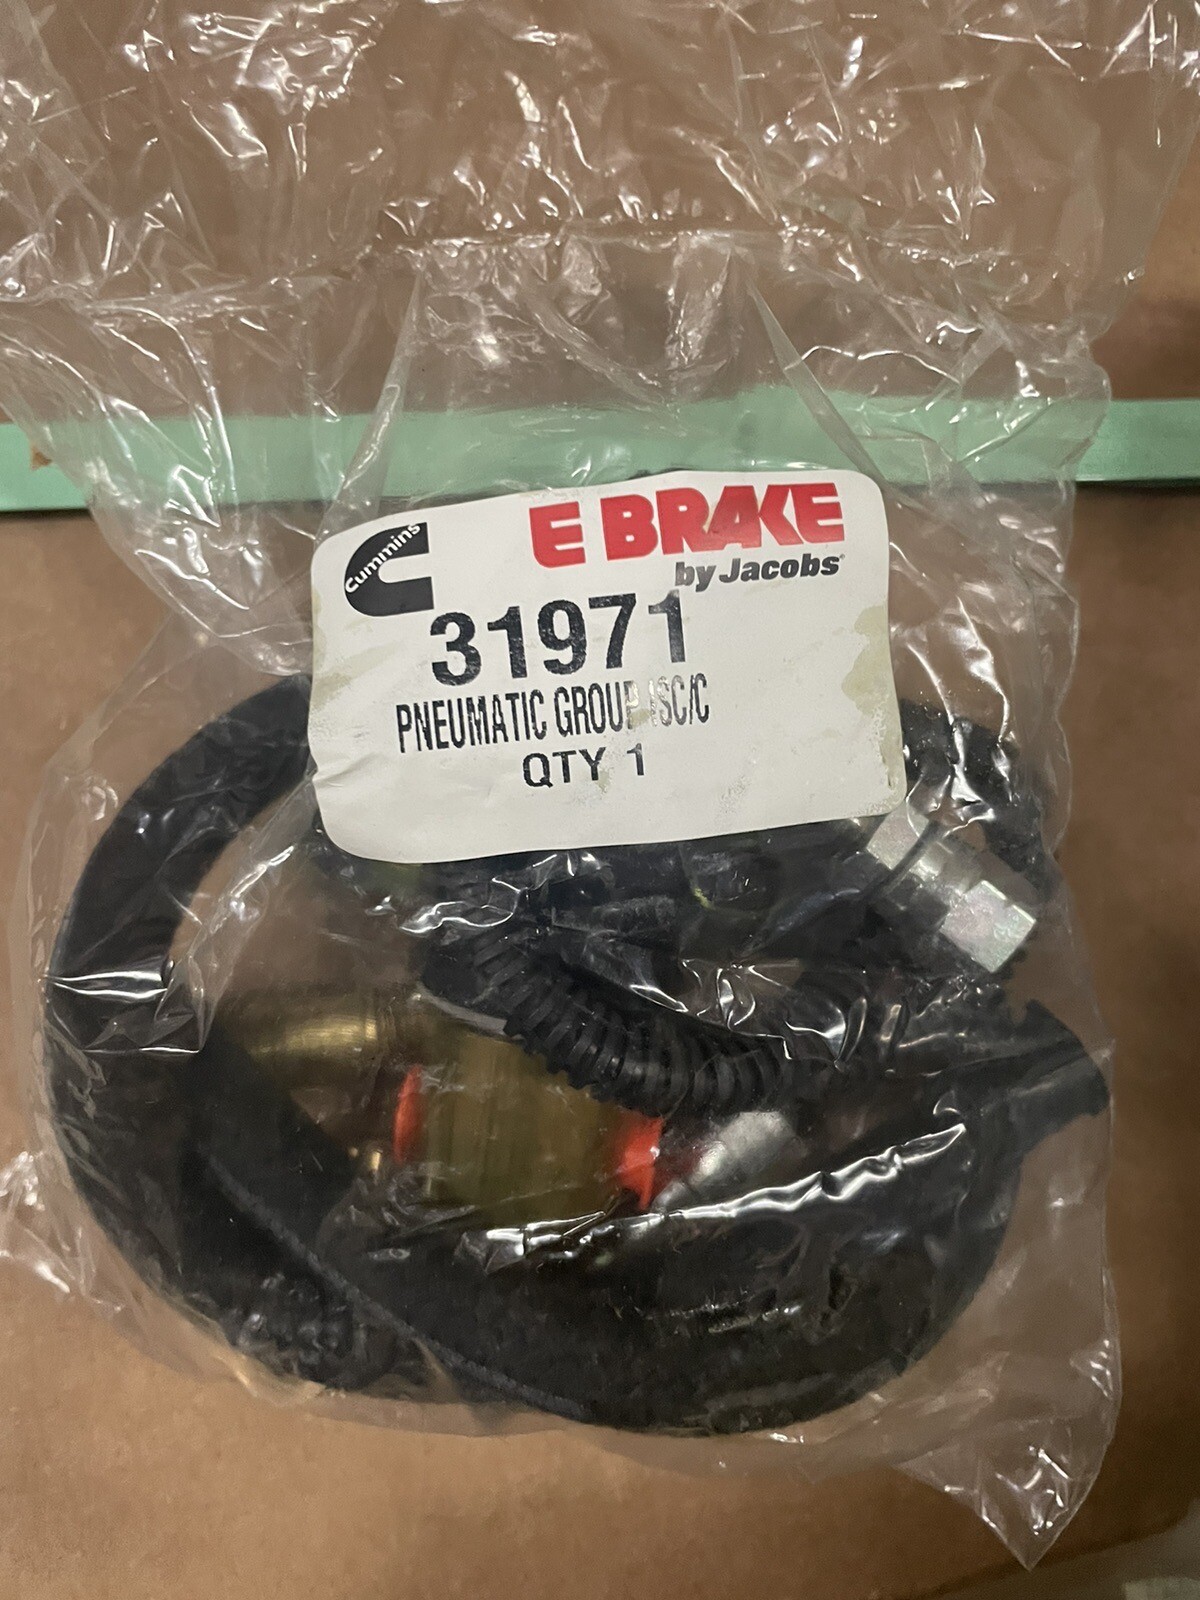 Cummins
E BRAKE
by Jacobs®
31971
PNEUMATIC GROUP ISC/C
QTY 1